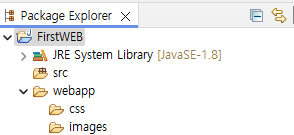 Package Explorer
FirstWEB
JRE System Library [JavaSE-1.8]
src
webapp
css
images